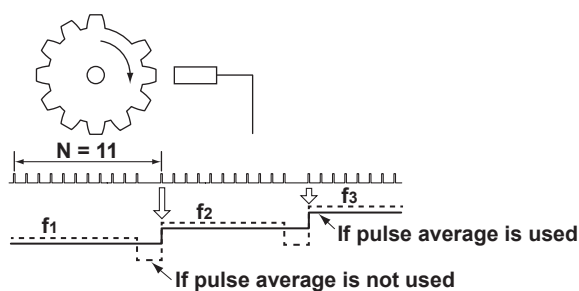 N = 11
f1
f2
f3
If pulse average is used
If pulse average is not used